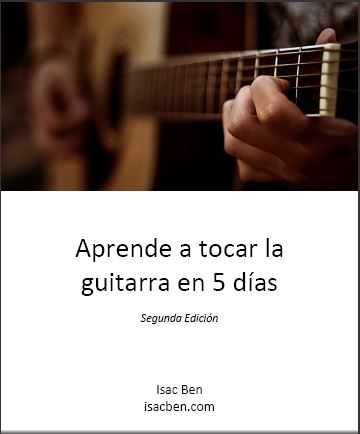 Aprende a tocar la
guitarra en 5 días
Segunda Edición
Isac Ben
isacben.com